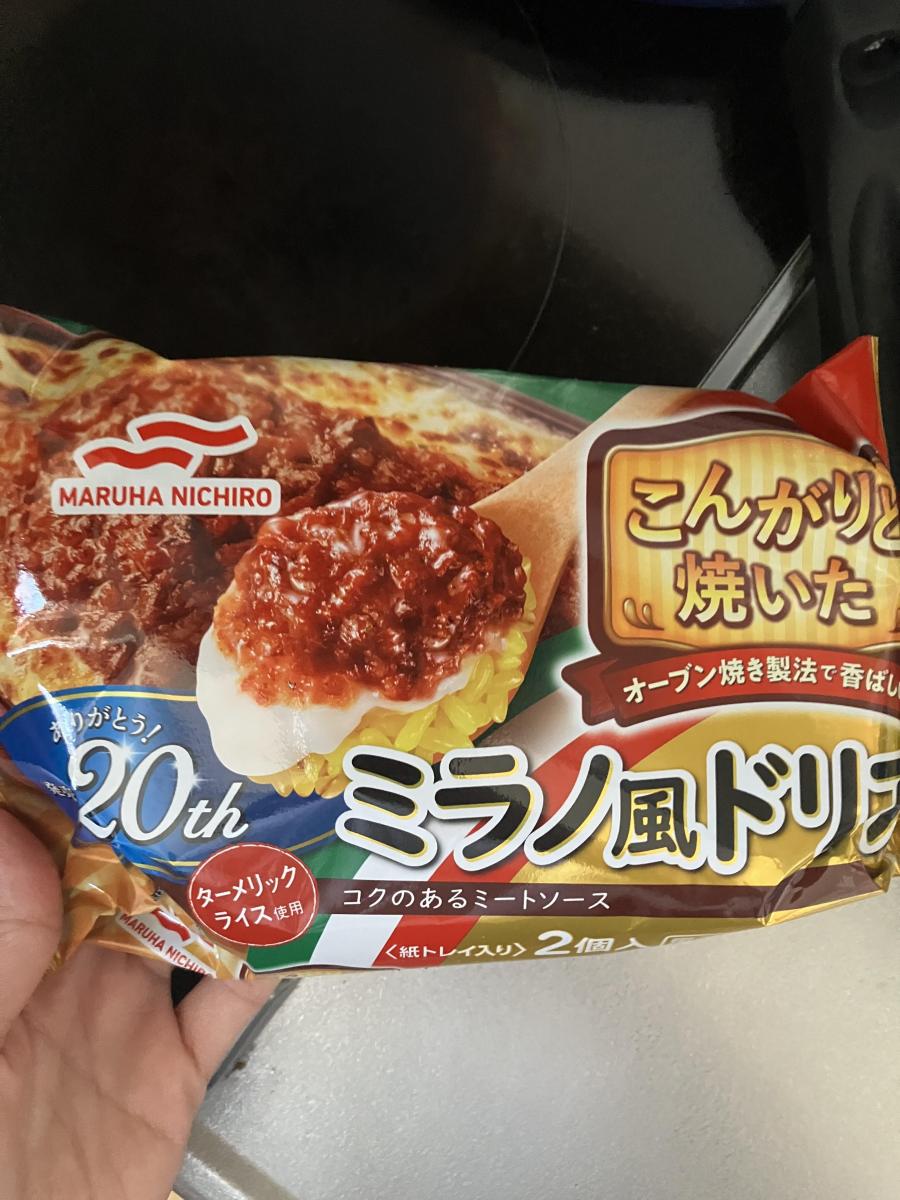 MARUHA NICHIRO
こんがりと
焼いた
オーブン焼き製法で香ばし
ありがとう!
20th
ミラノ風ドリ
ターメリック
ライス使用
コクのあるミートソース
〈紙トレイ入り〉2個入
MARUHA NICHIR